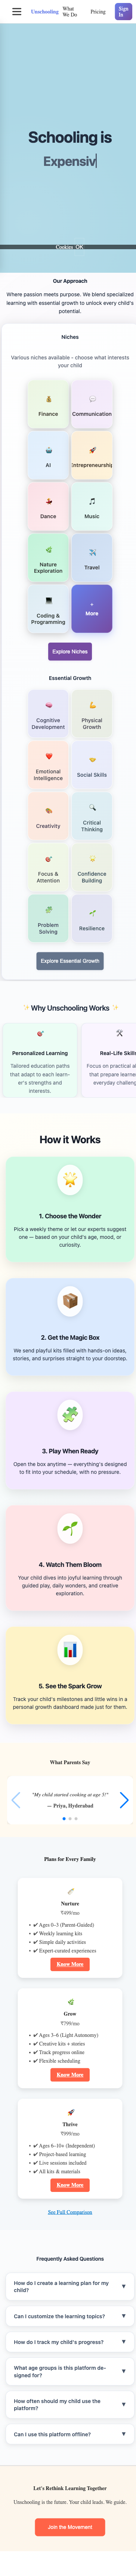 Unschooling
What
We Do
Pricing
Sign
In
Schooling is
Expensiv
Cookies OK
Our Approach
Where passion meets purpose. We blend specialized
learning with essential growth to unlock every child's
potential.
Niches
Various niches available - choose what interests
your child
Finance
Communication
AI
Entrepreneurship
Dance
Music
Nature
Exploration
Travel
Coding &
Programming
+
More
Explore Niches
Essential Growth
Cognitive
Development
Physical
Growth
Emotional
Intelligence
Social Skills
Creativity
Critical
Thinking
Focus &
Attention
Confidence
Building
Problem
Solving
Resilience
Explore Essential Growth
✨ Why Unschooling Works ✨
Personalized Learning
Tailored education paths
that adapt to each learn-
er's strengths and
interests.
Real-Life Skills
Focus on practical a
that prepare learne
everyday challeng
How it Works
1. Choose the Wonder
Pick a weekly theme or let our experts suggest
one — based on your child's age, mood, or
curiosity.
2. Get the Magic Box
We send playful kits filled with hands-on ideas,
stories, and surprises straight to your doorstep.
3. Play When Ready
Open the box anytime — everything's designed
to fit into your schedule, with no pressure.
4. Watch Them Bloom
Your child dives into joyful learning through
guided play, daily wonders, and creative
exploration.
5. See the Spark Grow
Track your child's milestones and little wins in a
personal growth dashboard made just for them.
What Parents Say
"My child started cooking at age 5!"
— Priya, Hyderabad
Plans for Every Family
Nurture
₹499/mo
• ✔ Ages 0–3 (Parent-Guided)
• ✔ Weekly learning kits
• ✔ Simple daily activities
• ✔ Expert-curated experiences
Know More
Grow
₹799/mo
• ✔ Ages 3–6 (Light Autonomy)
• ✔ Creative kits + stories
• ✔ Track progress online
• ✔ Flexible scheduling
Know More
Thrive
₹999/mo
• ✔ Ages 6–10+ (Independent)
• ✔ Project-based learning
• ✔ Live sessions included
• ✔ All kits & materials
Know More
See Full Comparison
Frequently Asked Questions
How do I create a learning plan for my
child?
Can I customize the learning topics?
How do I track my child's progress?
What age groups is this platform de-
signed for?
How often should my child use the
platform?
Can I use this platform offline?
Let's Rethink Learning Together
Unschooling is the future. Your child leads. We guide.
Join the Movement